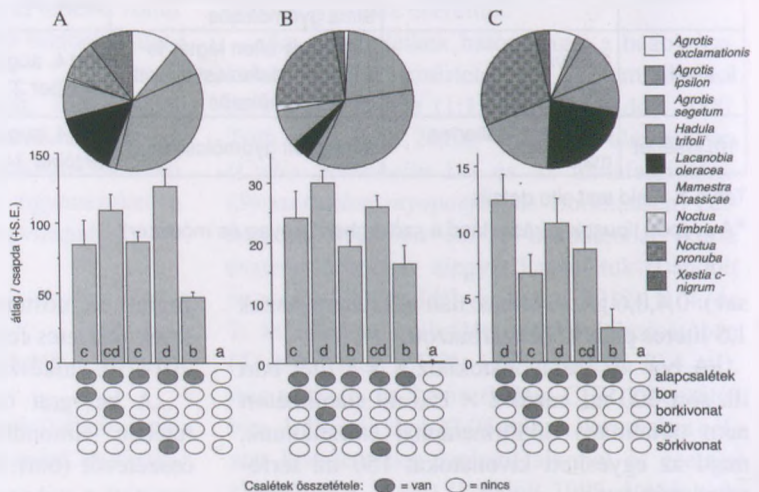 A B C
Agrotis exclamationis
Agrotis ipsilon
Agrotis segetum
Hadula trifolii
Lacanobia oleracea
Mamestra brassicae
Noctua fimbriata
Noctua pronuba
Xestia c-nigrum
átlag / csapda (+S.E.)
150
100
50
0
30
20
10
15
10
5
c cd c d b a
c d b cd b a
c c d cd b a
alapcsalétek
bor
borkivonat
sör
sörkivonat
Csalétek összetétele: = van = nincs